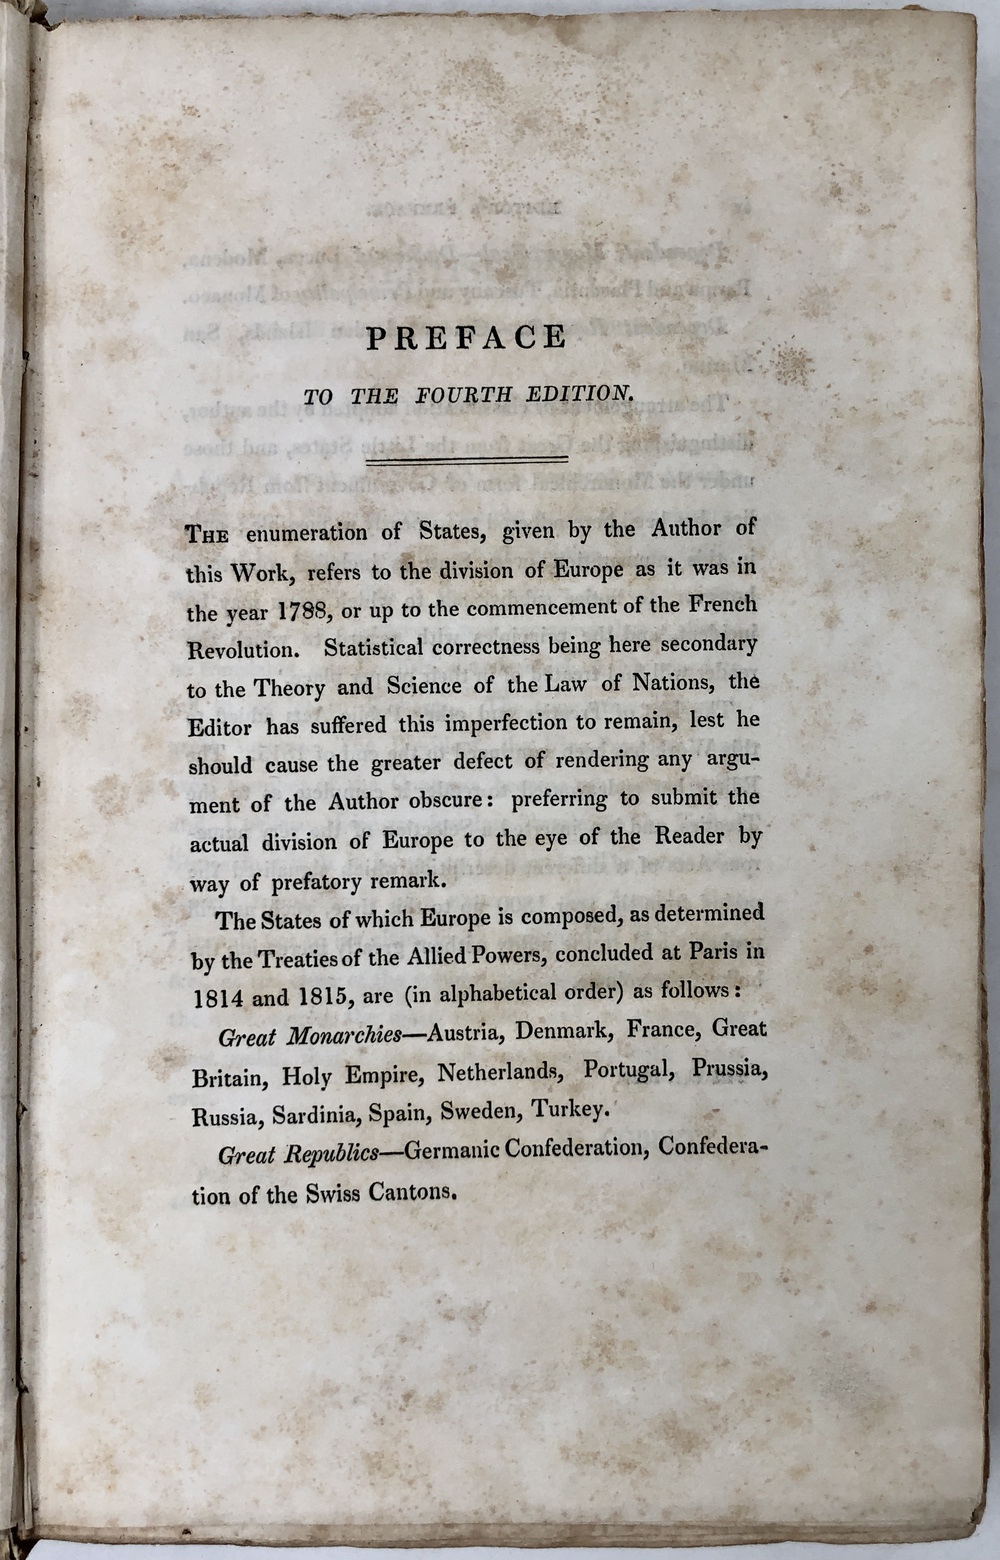 PREFACE
TO THE FOURTH EDITION.
THE enumeration of States, given by the Author of
this Work, refers to the division of Europe as it was in
the year 1788, or up to the commencement of the French
Revolution. Statistical correctness being here secondary
to the Theory and Science of the Law of Nations, the
Editor has suffered this imperfection to remain, lest he
should cause the greater defect of rendering any argu-
ment of the Author obscure: preferring to submit the
actual division of Europe to the eye of the Reader by
way of prefatory remark.
The States of which Europe is composed, as determined
by the Treaties of the Allied Powers, concluded at Paris in
1814 and 1815, are (in alphabetical order) as follows:
Great Monarchies—Austria, Denmark, France, Great
Britain, Holy Empire, Netherlands, Portugal, Prussia,
Russia, Sardinia, Spain, Sweden, Turkey.
Great Republics—Germanic Confederation, Confedera-
tion of the Swiss Cantons.